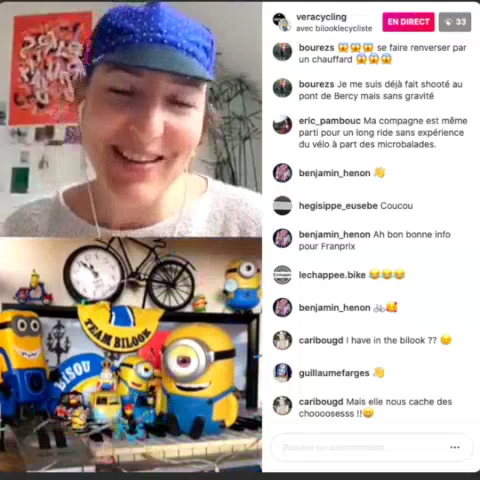 veracycling
avec bilooklecycliste
EN DIRECT
33
bourezs 😱😱😱 se faire renverser par
un chauffard 😱😱😱
bourezs Je me suis déjà fait shooté au
pont de Bercy mais sans gravité
eric_pambouc Ma compagne est même
parti pour un long ride sans expérience
du vélo à part des microbalades.
benjamin_henon 👋
hegisippe_eusebe Coucou
benjamin_henon Ah bon bonne info
pour Franprix
lechappee.bike 😂😂😂
benjamin_henon 🚲🥰
caribougd I have in the bilook ?? 😉
guillaumefarges 👋
caribougd Mais elle nous cache des
choooosesss !!😀
TEAM BILOOK
BISOU